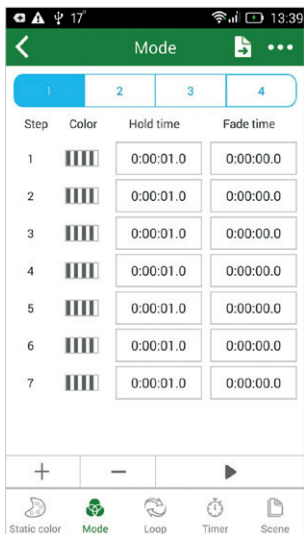 17° 13:39
Mode
1 2 3 4
Step Color Hold time Fade time
1 0:00:01.0 0:00:00.0
2 0:00:01.0 0:00:00.0
3 0:00:01.0 0:00:00.0
4 0:00:01.0 0:00:00.0
5 0:00:01.0 0:00:00.0
6 0:00:01.0 0:00:00.0
7 0:00:01.0 0:00:00.0
Static color Mode Loop Timer Scene